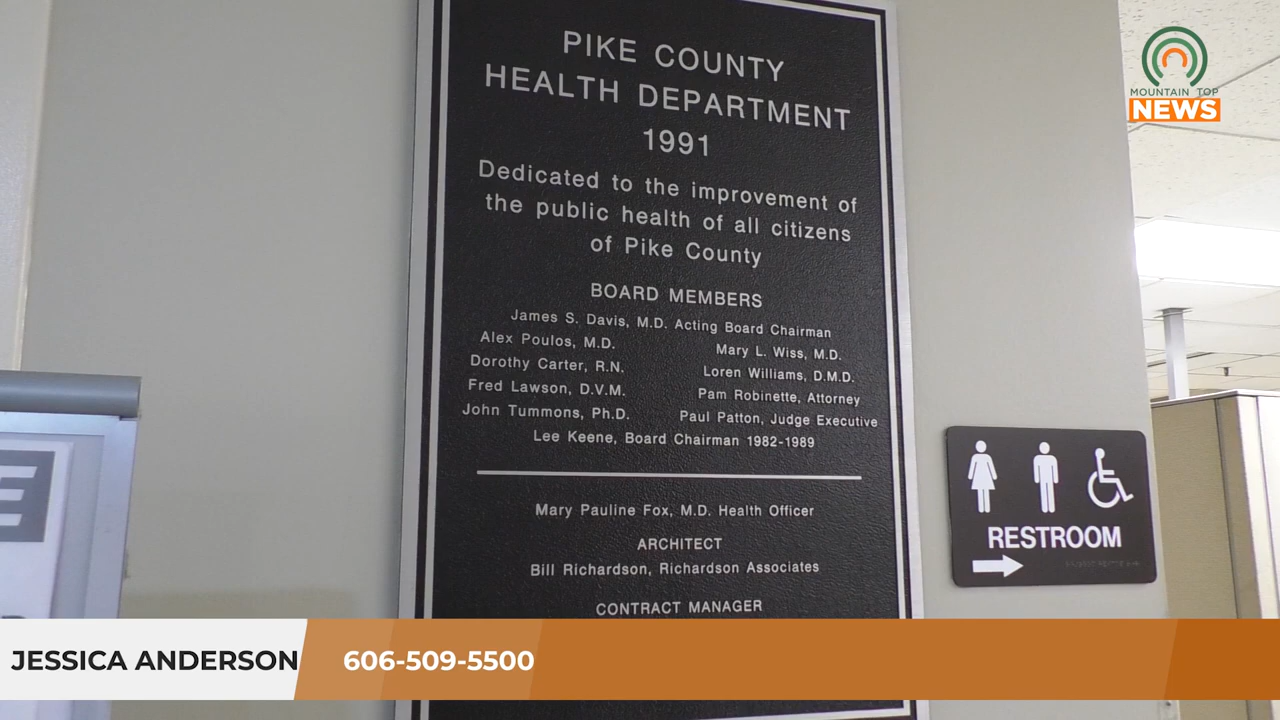 PIKE COUNTY
HEALTH DEPARTMENT
1991
Dedicated to the improvement of
the public health of all citizens
of Pike County
BOARD MEMBERS
James S. Davis, M.D. Acting Board Chairman
Alex Poulos, M.D.
Mary L. Wiss, M.D.
Dorothy Carter, R.N.
Loren Williams, D.M.D.
Fred Lawson, D.V.M.
Pam Robinette, Attorney
John Tummons, Ph.D.
Paul Patton, Judge Executive
Lee Keene, Board Chairman 1982-1989
Mary Pauline Fox, M.D. Health Officer
ARCHITECT
Bill Richardson, Richardson Associates
CONTRACT MANAGER
MOUNTAIN TOP
NEWS
RESTROOM
JESSICA ANDERSON
606-509-5500